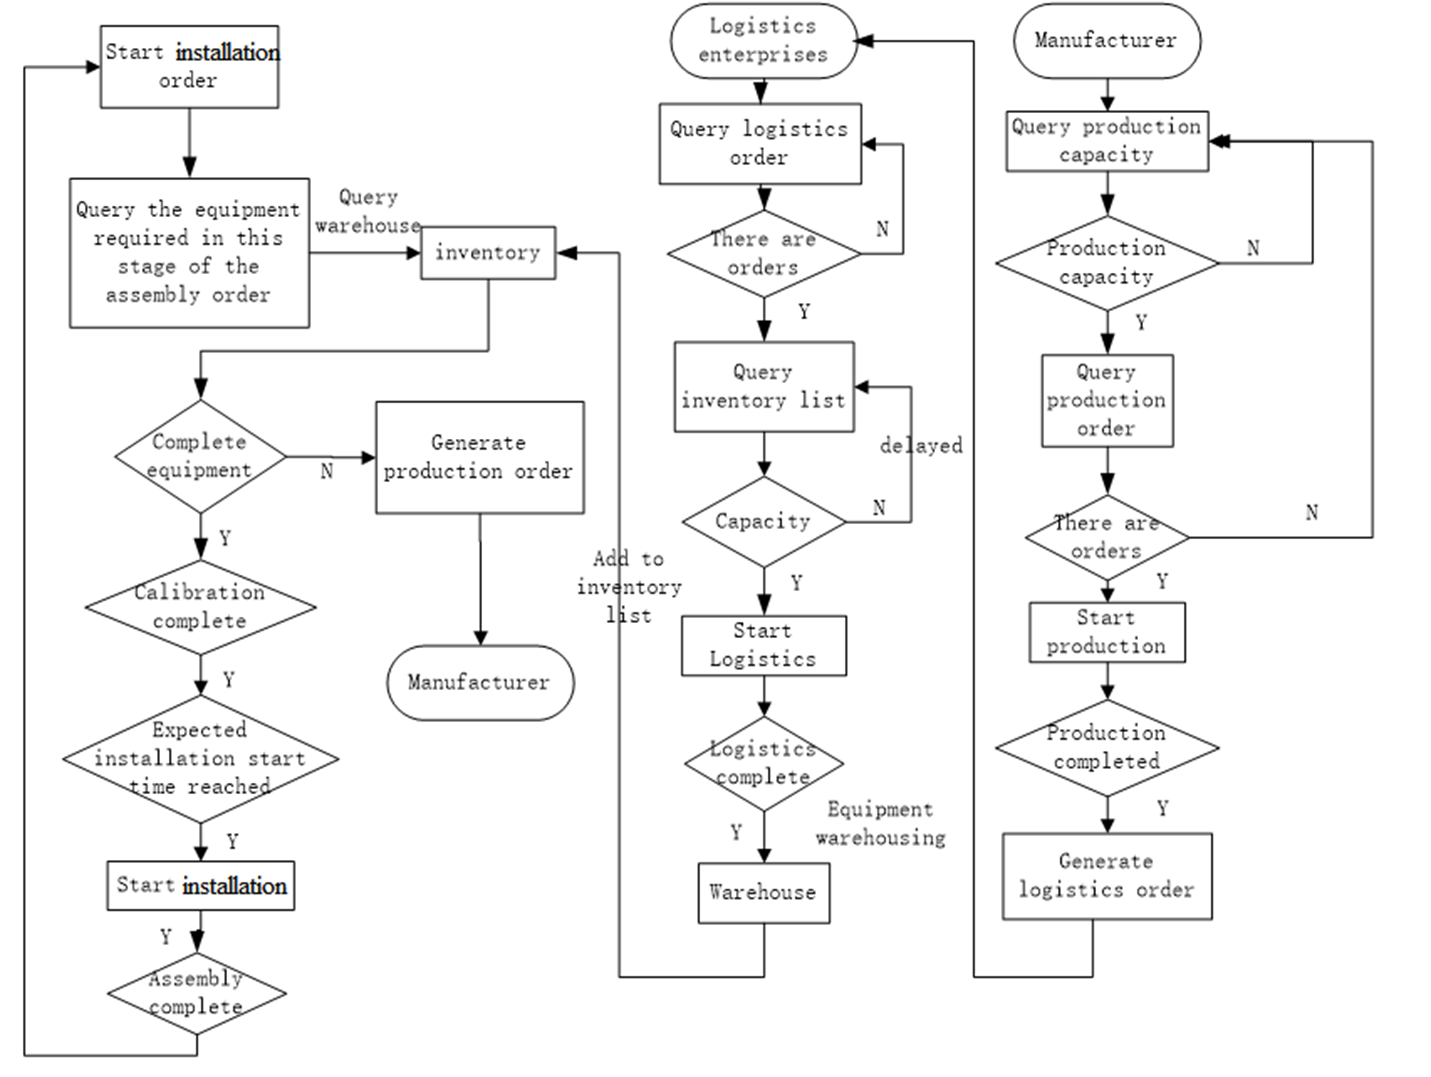 Start installation
order
Query the equipment
required in this
stage of the
assembly order
Query
warehouse
inventory
Complete
equipment
N
Generate
production order
Y
Manufacturer
Calibration
complete
Y
Expected
installation start
time reached
Y
Start installation
Y
Assembly
complete
Add to
inventory
list
Logistics
enterprises
Query logistics
order
There are
orders
N
Y
Query
inventory list
delayed
Capacity
N
Y
Start
Logistics
Logistics
complete
Y
Equipment
warehousing
Warehouse
Manufacturer
Query production
capacity
Production
capacity
N
Y
Query
production
order
There are
orders
N
Y
Start
production
Production
completed
Y
Generate
logistics order